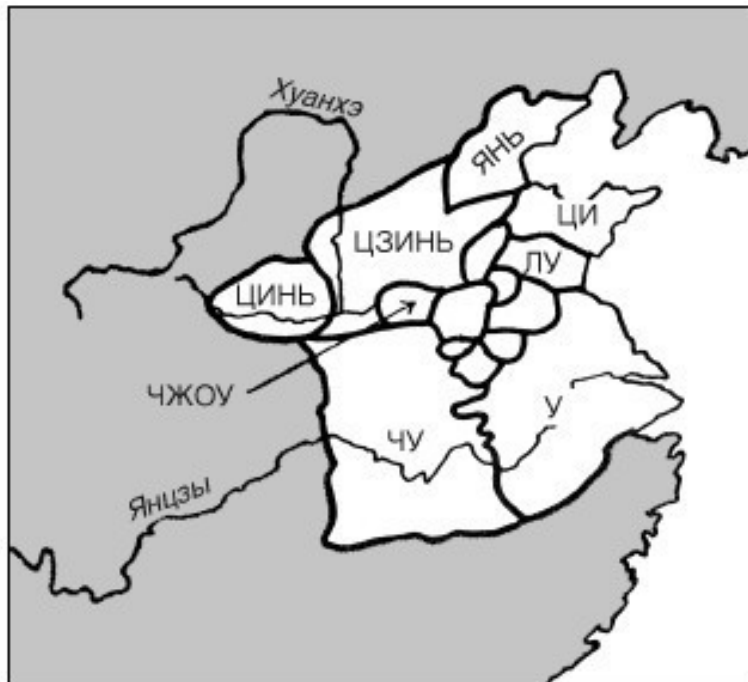 Хуанхэ
ЯНЬ
ЦИ
ЦЗИНЬ
ЛУ
ЦИНЬ
ЧЖОУ
У
ЧУ
Янцзы